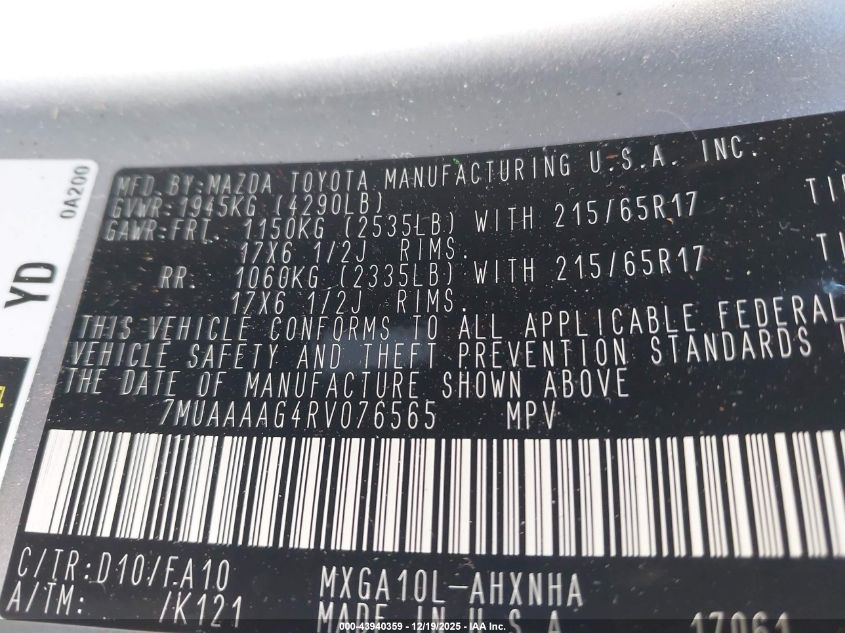 MFD. BY:MAZDA TOYOTA MANUFACTURING U.S.A. INC.
GVWR:1945KG (4290LB)
GAWR:FRT. 1150KG (2535LB) WITH 215/65R17
17X6 1/2J RIMS.
RR. 1060KG (2335LB) WITH 215/65R17
17X6 1/2J RIMS.
THIS VEHICLE CONFORMS TO ALL APPLICABLE FEDERAL
VEHICLE SAFETY AND THEFT PREVENTION STANDARDS
THE DATE OF MANUFACTURE SHOWN ABOVE
7MUAAAAG4RV076565 MPV
C/TR:D10/FA10 MXGA10L-AHXNHA
A/TM: /K121 MADE IN U.S.A 17061
0A200
YD
000-43940359 - 12/19/2025 - IAA Inc.